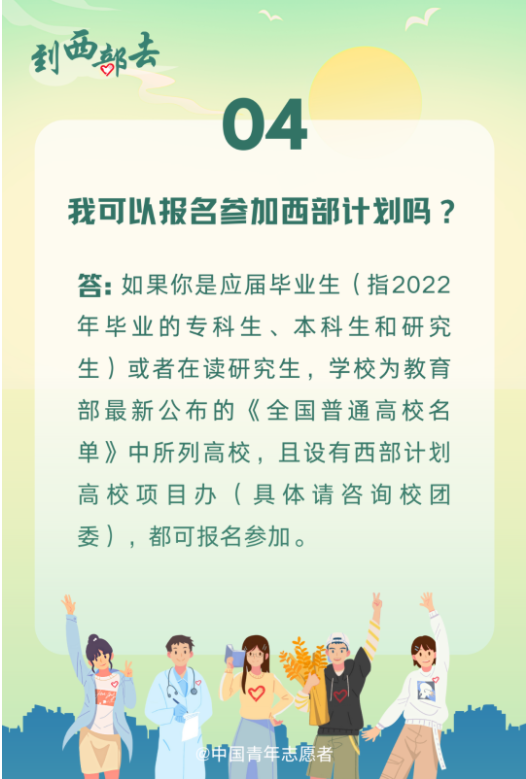 到西部去
04
我可以报名参加西部计划吗？
答：如果你是应届毕业生（指2022
年毕业的专科生、本科生和研究
生）或者在读研究生，学校为教育
部最新公布的《全国普通高校名
单》中所列高校，且设有西部计划
高校项目办（具体请咨询校团
委），都可报名参加。
@中国青年志愿者